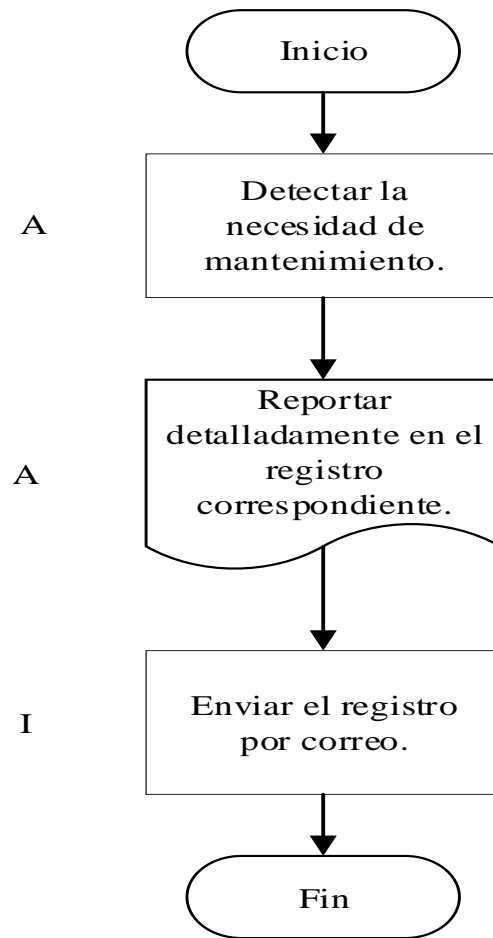 Inicio
A
Detectar la
necesidad de
mantenimiento.
A
Reportar
detalladamente en el
registro
correspondiente.
I
Enviar el registro
por correo.
Fin